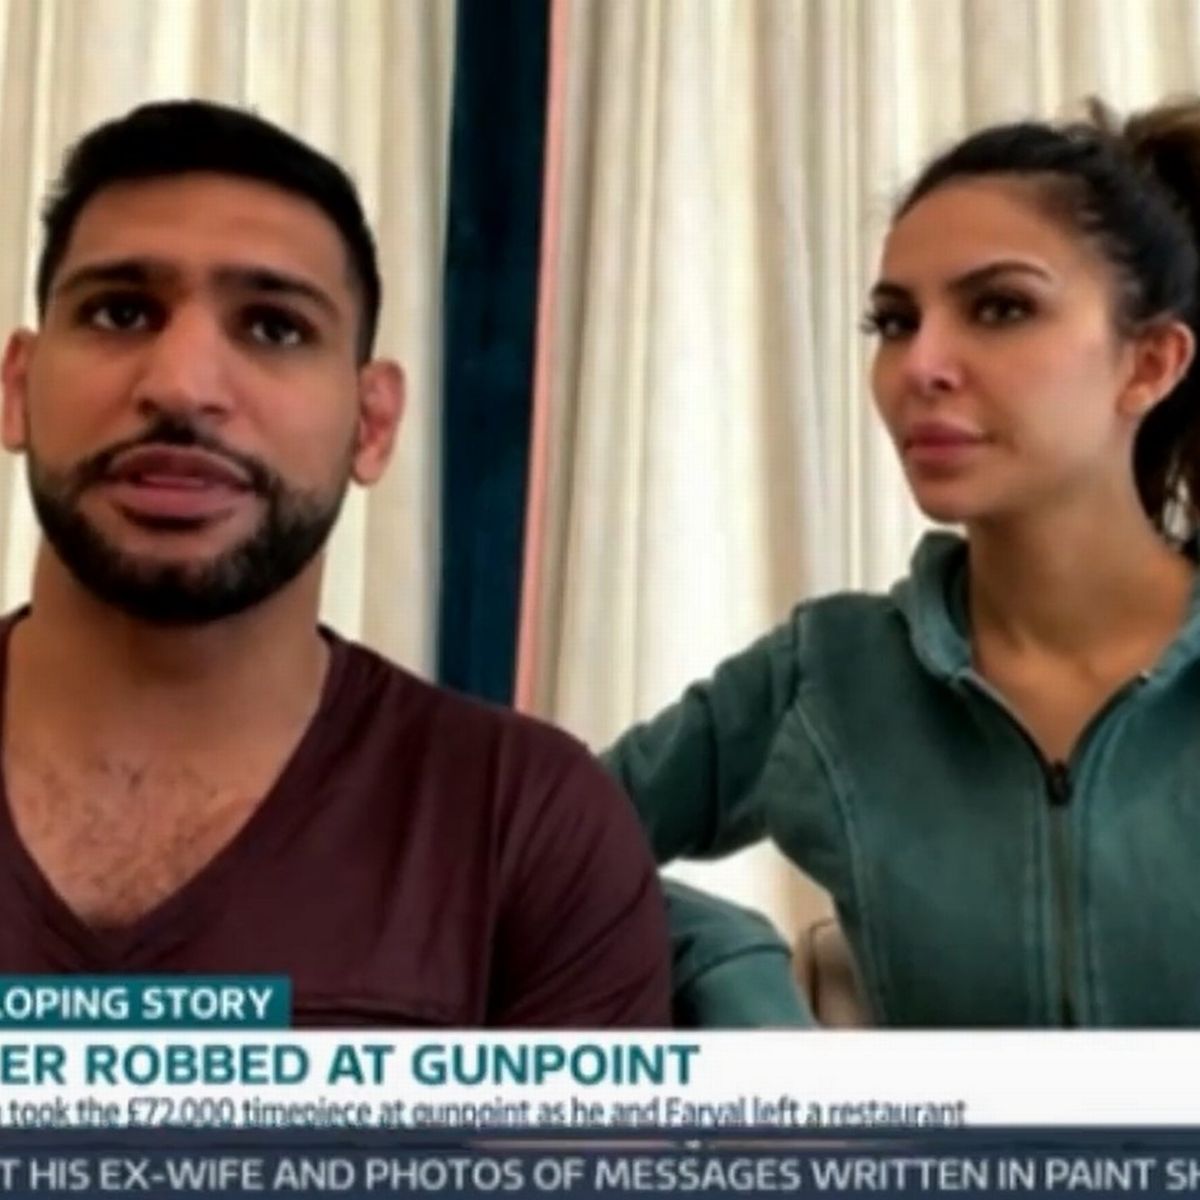 LOPING STORY
ER ROBBED AT GUNPOINT
took the £72,000 timepiece at gunpoint as he and Faryal left a restaurant
T HIS EX-WIFE AND PHOTOS OF MESSAGES WRITTEN IN PAINT